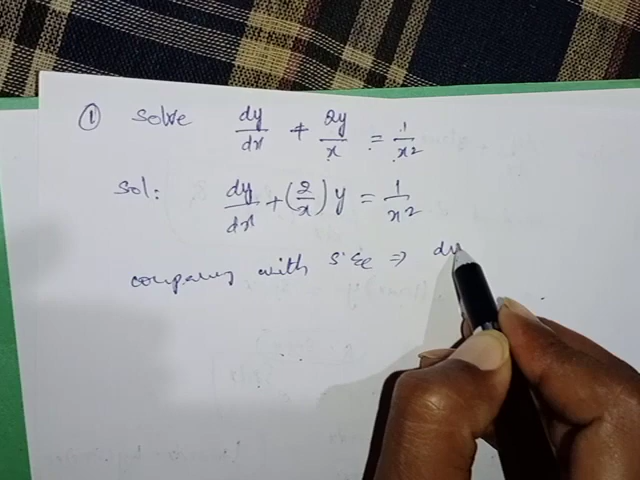 ① Solve dy/dx + 2y/x = 1/x²
Sol: dy/dx + (2/x) y = 1/x²
comparing with S.E ⇒ dy